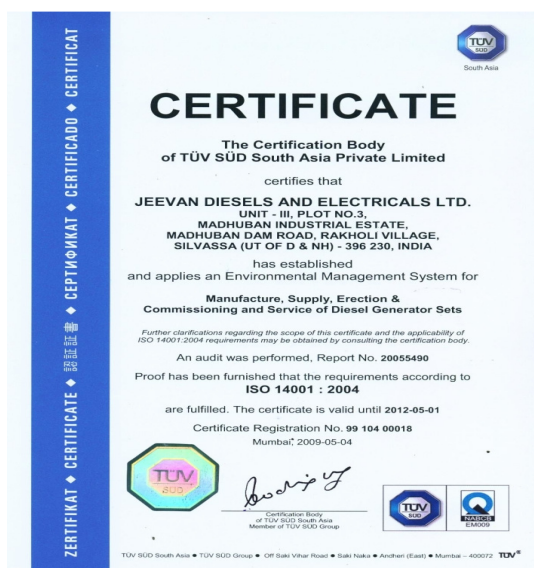 TÜV
SÜD
South Asia
CERTIFICATE
The Certification Body
of TÜV SÜD South Asia Private Limited
certifies that
JEEVAN DIESELS AND ELECTRICALS LTD.
UNIT - III, PLOT NO.3,
MADHUBAN INDUSTRIAL ESTATE,
MADHUBAN DAM ROAD, RAKHOLI VILLAGE,
SILVASSA (UT OF D & NH) - 396 230, INDIA
has established
and applies an Environmental Management System for
Manufacture, Supply, Erection &
Commissioning and Service of Diesel Generator Sets
Further clarifications regarding the scope of this certificate and the applicability of
ISO 14001:2004 requirements may be obtained by consulting the certification body.
An audit was performed, Report No. 20055490
Proof has been furnished that the requirements according to
ISO 14001 : 2004
are fulfilled. The certificate is valid until 2012-05-01
Certificate Registration No. 99 104 00018
Mumbai, 2009-05-04
TÜV
SÜD
Certification Body
of TÜV SÜD South Asia
Member of TÜV SÜD Group
TÜV
SÜD
NABCB
EM009
TÜV SÜD South Asia ● TÜV SÜD Group ● Off Saki Vihar Road ● Saki Naka ● Andheri (East) ● Mumbai – 400072 TÜV®
ZERTIFIKAT ◆ CERTIFICATE ◆ 認証証書 ◆ СЕРТИФИКАТ ◆ CERTIFICADO ◆ CERTIFICAT